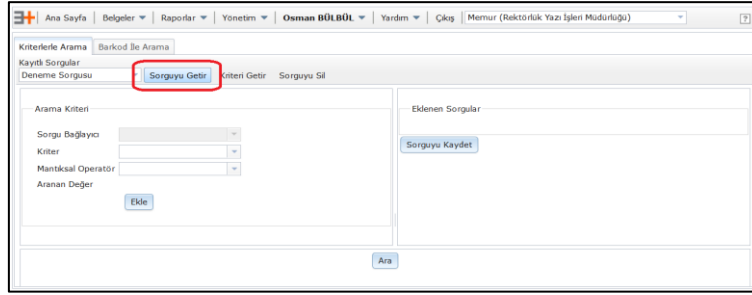 Ana Sayfa | Belgeler | Raporlar | Yönetim | Osman BÜLBÜL | Yardım | Çıkış | Memur (Rektörlük Yazı İşleri Müdürlüğü) ?
Kriterlerle Arama Barkod İle Arama
Kayıtlı Sorgular
Deneme Sorgusu Sorguyu Getir Kriteri Getir Sorguyu Sil
Arama Kriteri
Sorgu Bağlayıcı
Kriter
Mantıksal Operatör
Aranan Değer
Ekle
Eklenen Sorgular
Sorguyu Kaydet
Ara